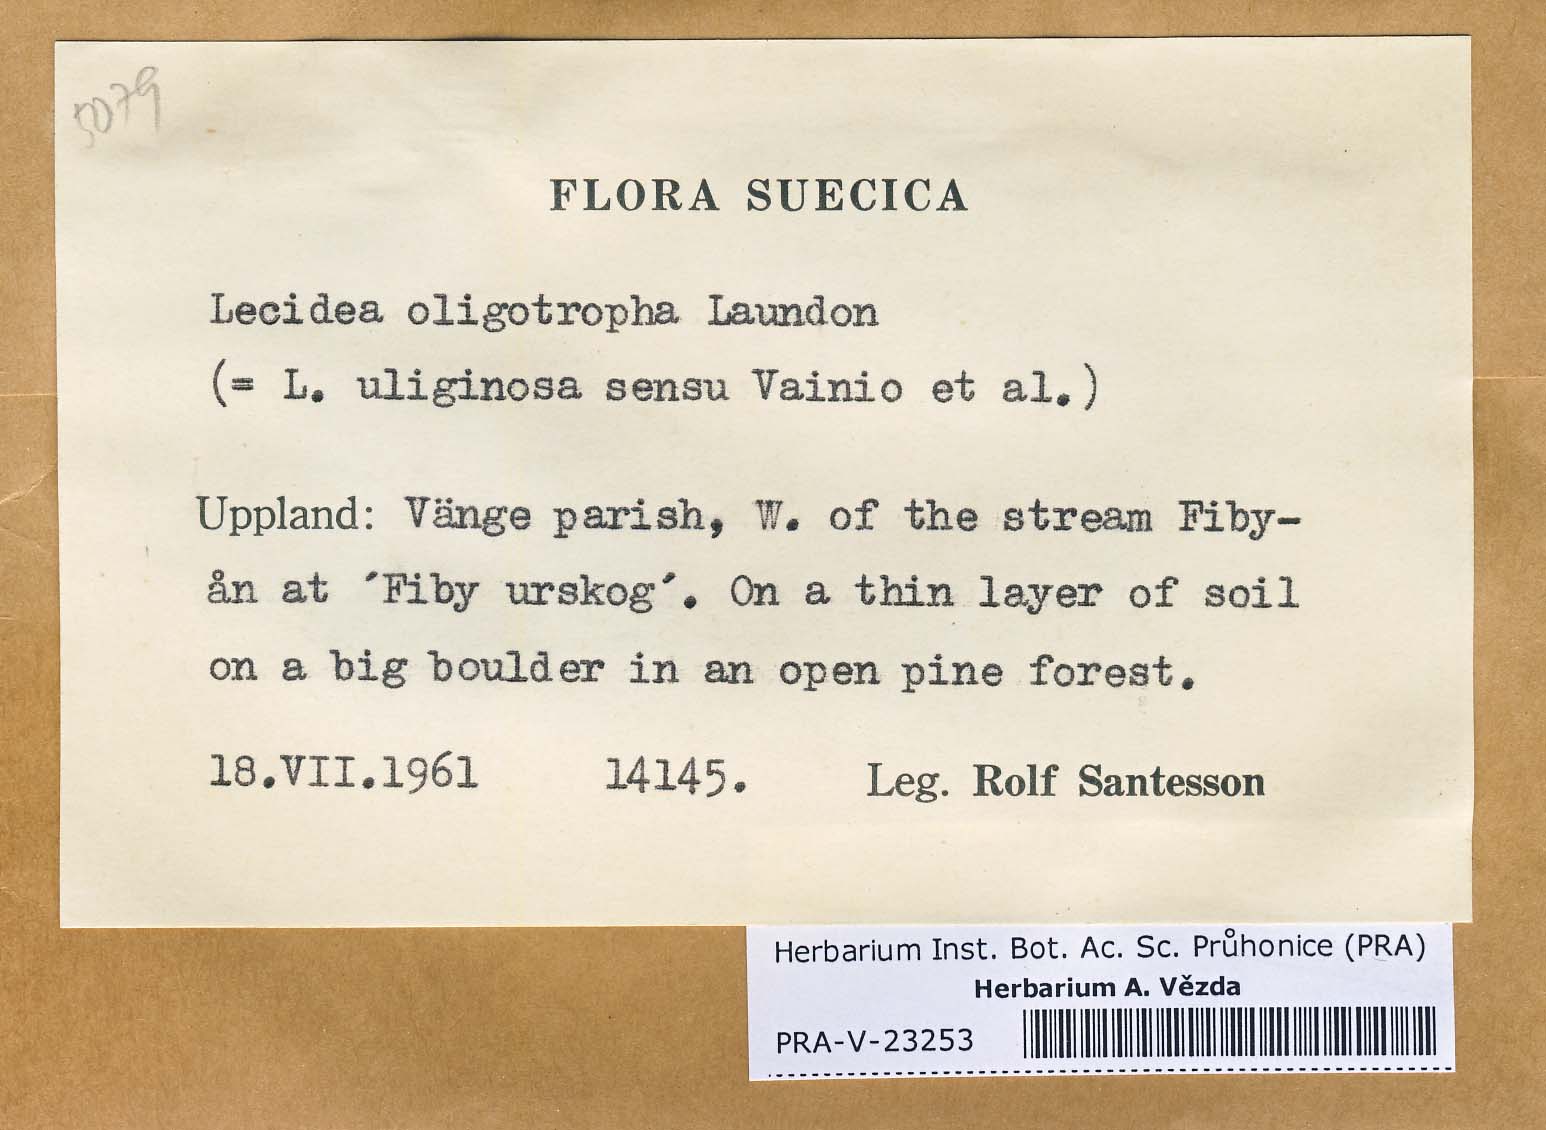 5079
FLORA SUECICA
Lecidea oligotropha Laundon
(= L. uliginosa sensu Vainio et al.)
Uppland: Vänge parish, W. of the stream Fiby-
ån at ´Fiby urskog´. On a thin layer of soil
on a big boulder in an open pine forest.
18.VII.1961 14145. Leg. Rolf Santesson
Herbarium Inst. Bot. Ac. Sc. Průhonice (PRA)
Herbarium A. Vězda
PRA-V-23253